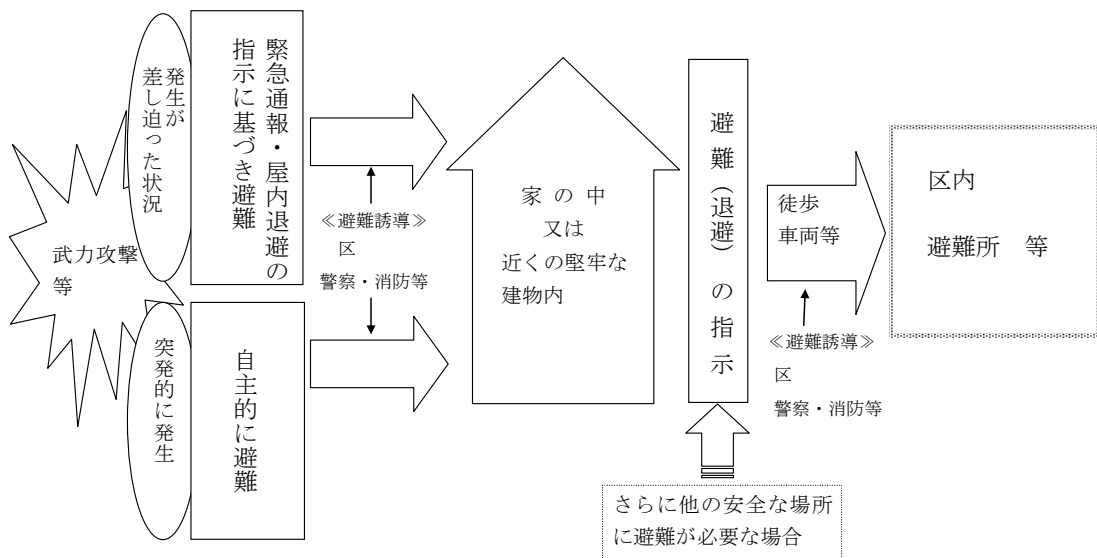 武力攻撃
等
発生が
差し迫った状況
緊急通報・屋内退避の
指示に基づき避難
突発的に発生
自主的に避難
≪避難誘導≫
区
警察・消防等
家の中
又は
近くの堅牢な
建物内
避難(退避)の指示
さらに他の安全な場所
に避難が必要な場合
徒歩
車両等
≪避難誘導≫
区
警察・消防等
区内
避難所 等